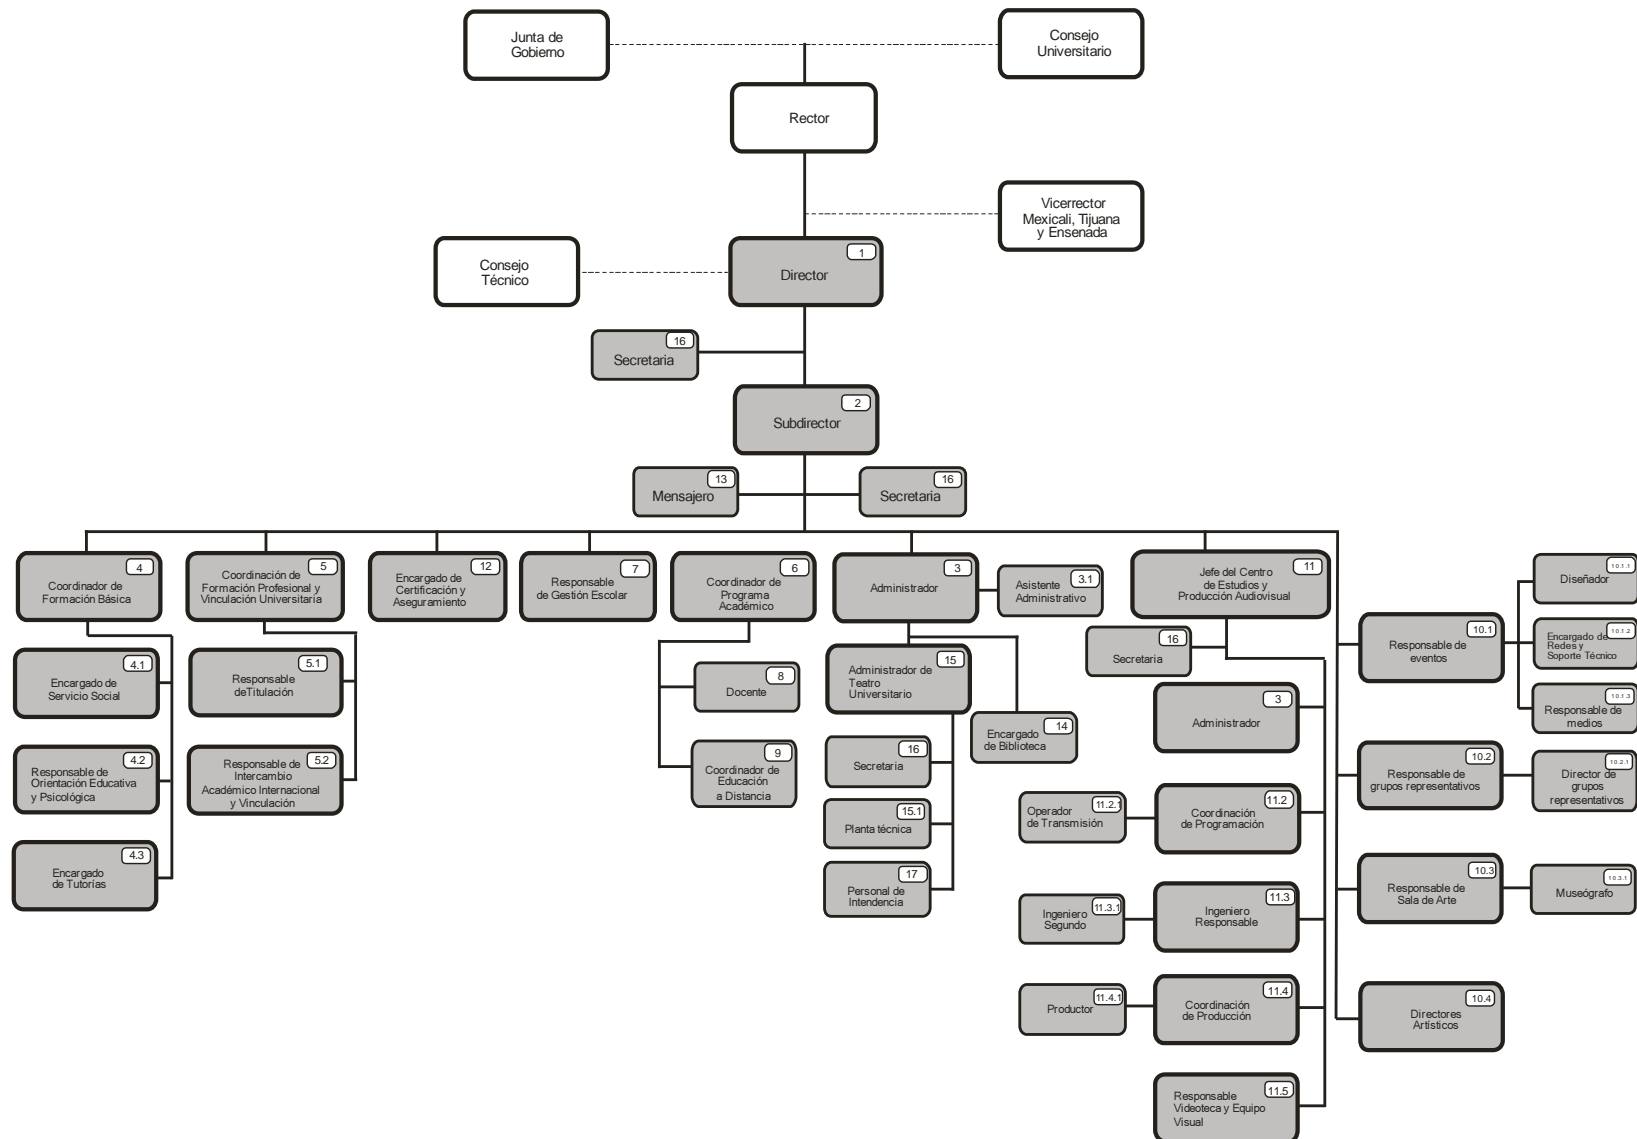 Junta de
Gobierno
Consejo
Universitario
Rector
Vicerrector
Mexicali, Tijuana
y Ensenada
Consejo
Técnico
1
Director
16
Secretaria
2
Subdirector
13
Mensajero
16
Secretaria
4
Coordinador de
Formación Básica
5
Coordinación de
Formación Profesional y
Vinculación Universitaria
12
Encargado de
Certificación y
Aseguramiento
7
Responsable
de Gestión Escolar
6
Coordinador de
Programa
Académico
3
Administrador
3.1
Asistente
Administrativo
11
Jefe del Centro
de Estudios y
Producción Audiovisual
4.1
Encargado de
Servicio Social
4.2
Responsable de
Orientación Educativa
y Psicológica
4.3
Encargado
de Tutorías
5.1
Responsable
deTitulación
5.2
Responsable de
Intercambio
Académico Internacional
y Vinculación
8
Docente
9
Coordinador de
Educación
a Distancia
15
Administrador de
Teatro
Universitario
14
Encargado
de Biblioteca
16
Secretaria
15.1
Planta técnica
17
Personal de
Intendencia
16
Secretaria
3
Administrador
11.2
Coordinación
de Programación
11.2.1
Operador
de Transmisión
11.3
Ingeniero
Responsable
11.3.1
Ingeniero
Segundo
11.4
Coordinación
de Producción
11.4.1
Productor
11.5
Responsable
Videoteca y Equipo
Visual
10.1
Responsable de
eventos
10.1.1
Diseñador
10.1.2
Encargado de
Redes y
Soporte Técnico
10.1.3
Responsable de
medios
10.2
Responsable de
grupos representativos
10.2.1
Director de
grupos
representativos
10.3
Responsable de
Sala de Arte
10.3.1
Museógrafo
10.4
Directores
Artísticos